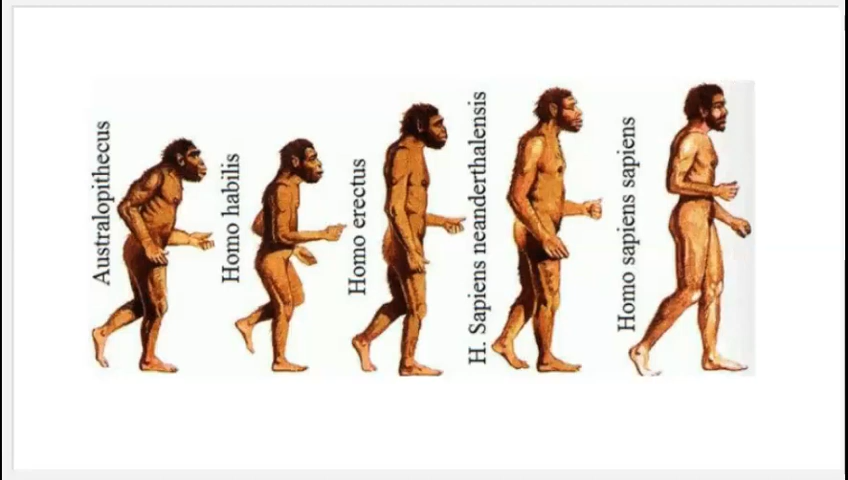 Australopithecus
Homo habilis
Homo erectus
H. Sapiens neanderthalensis
Homo sapiens sapiens